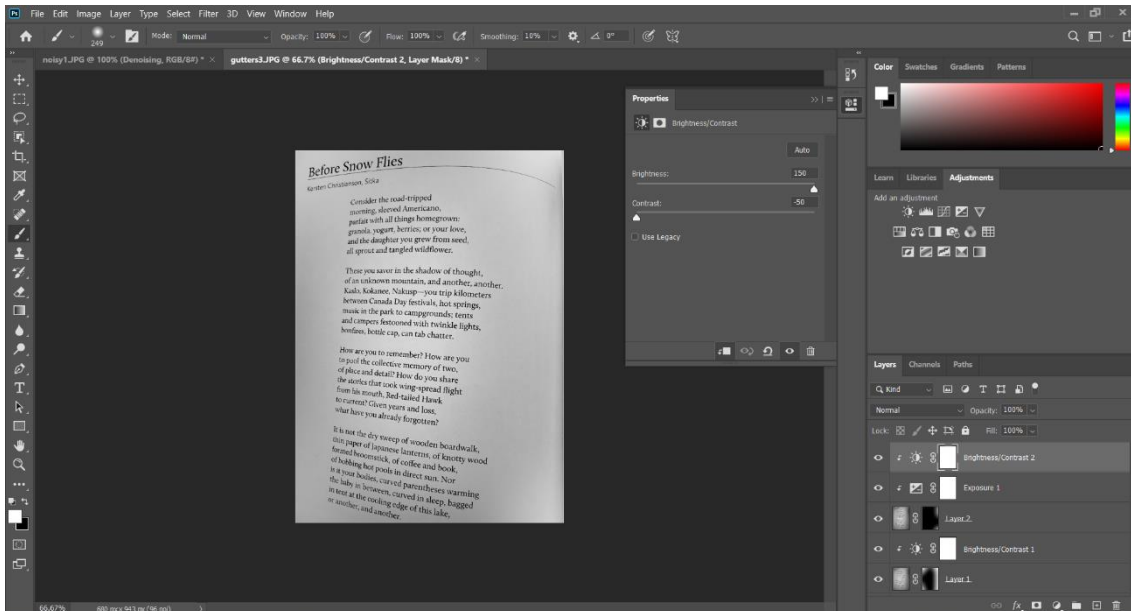 Ps File Edit Image Layer Type Select Filter 3D View Window Help
249 Mode: Normal Opacity: 100% Flow: 100% Smoothing: 10% 0°
noisy1.JPG @ 100% (Denoising, RGB/8#) * × gutters3.JPG @ 66.7% (Brightness/Contrast 2, Layer Mask/8) * ×
Before Snow Flies
Kersten Christianson, Sitka
Consider the road-tripped
morning, sleeved Americano,
parfait with all things homegrown:
granola, yogurt, berries, or your love,
and the daughter you grew from seed,
all sprout and tangled wildflower.
These you savor in the shadow of thought,
of an unknown mountain, and another, another.
Kaslo, Kokanee, Nakusp—you trip kilometers
between Canada Day festivals, hot springs,
music in the park to campgrounds; tents
and campers festooned with twinkle lights,
bonfires, bottle cap, can tab chatter.
How are you to remember? How are you
to pool the collective memory of two,
of place and detail? How do you share
the stories that took wing-spread flight
from his mouth, Red-tailed Hawk
to current? Given years and loss,
what have you already forgotten?
It is not the dry sweep of wooden boardwalk,
thin paper of Japanese lanterns, of knotty wood
formed broomstick, of coffee and book,
of bobbing hot pools in direct sun. Nor
is it your bodies, curved parentheses warming
the baby in between, curved in sleep, bagged
in tent at the cooling edge of this lake,
or another, and another.
66.67% 680 px x 943 px (96 ppi)
Properties
Brightness/Contrast
Auto
Brightness: 150
Contrast: -50
Use Legacy
Color Swatches Gradients Patterns
Learn Libraries Adjustments
Add an adjustment
Layers Channels Paths
Kind
Normal Opacity: 100%
Lock: Fill: 100%
Brightness/Contrast 2
Exposure 1
Layer 2
Brightness/Contrast 1
Layer 1
fx